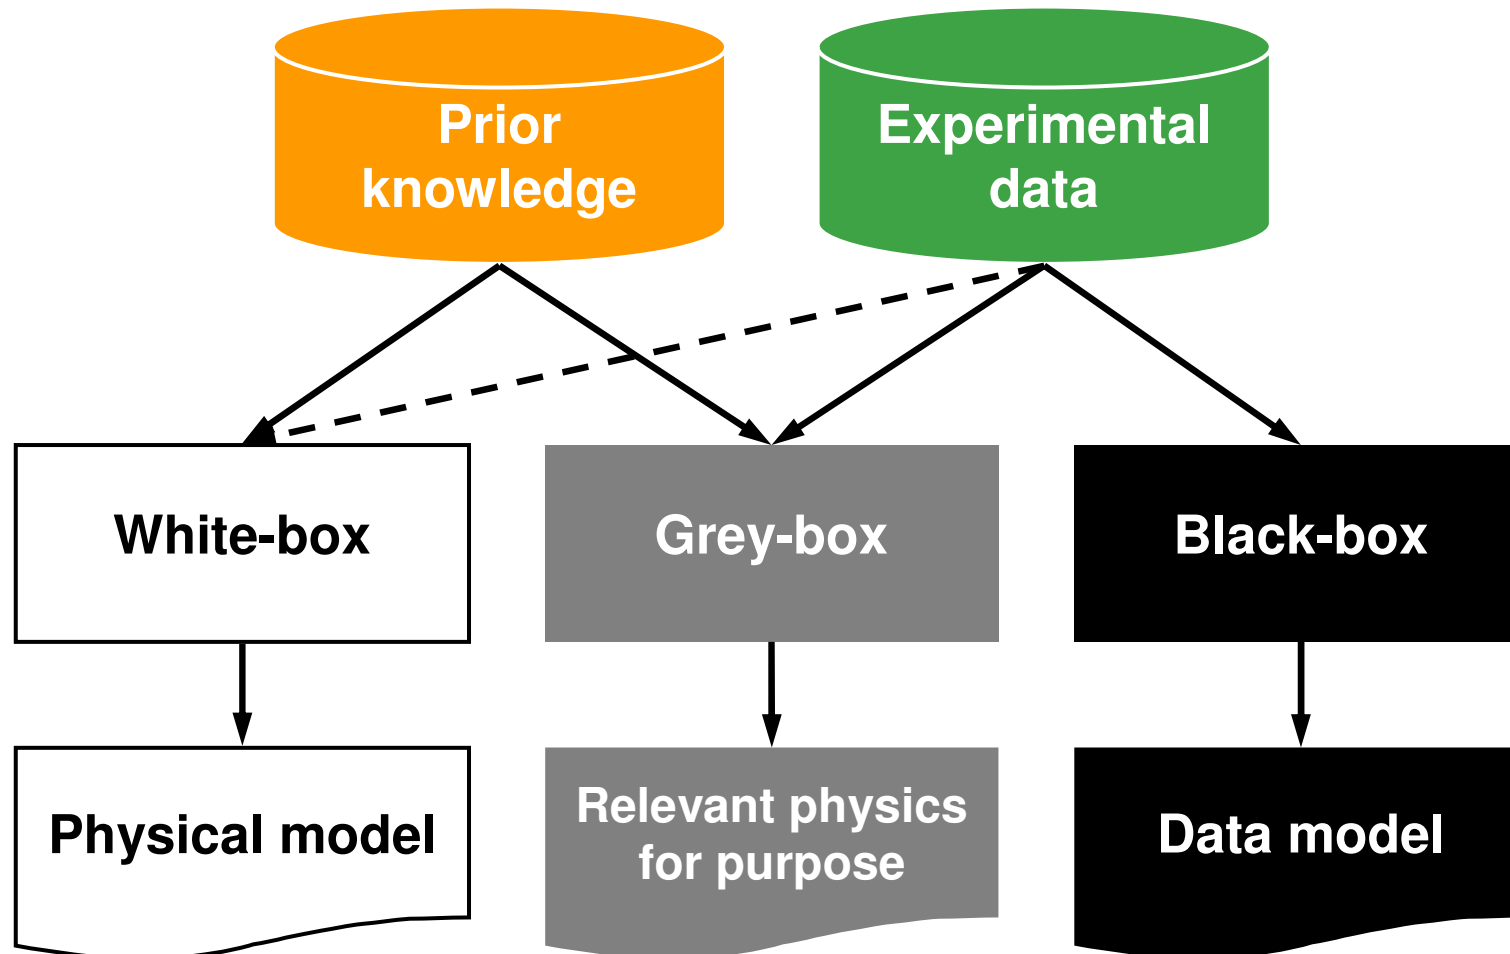 Prior
knowledge
Experimental
data
White-box
Grey-box
Black-box
Physical model
Relevant physics
for purpose
Data model